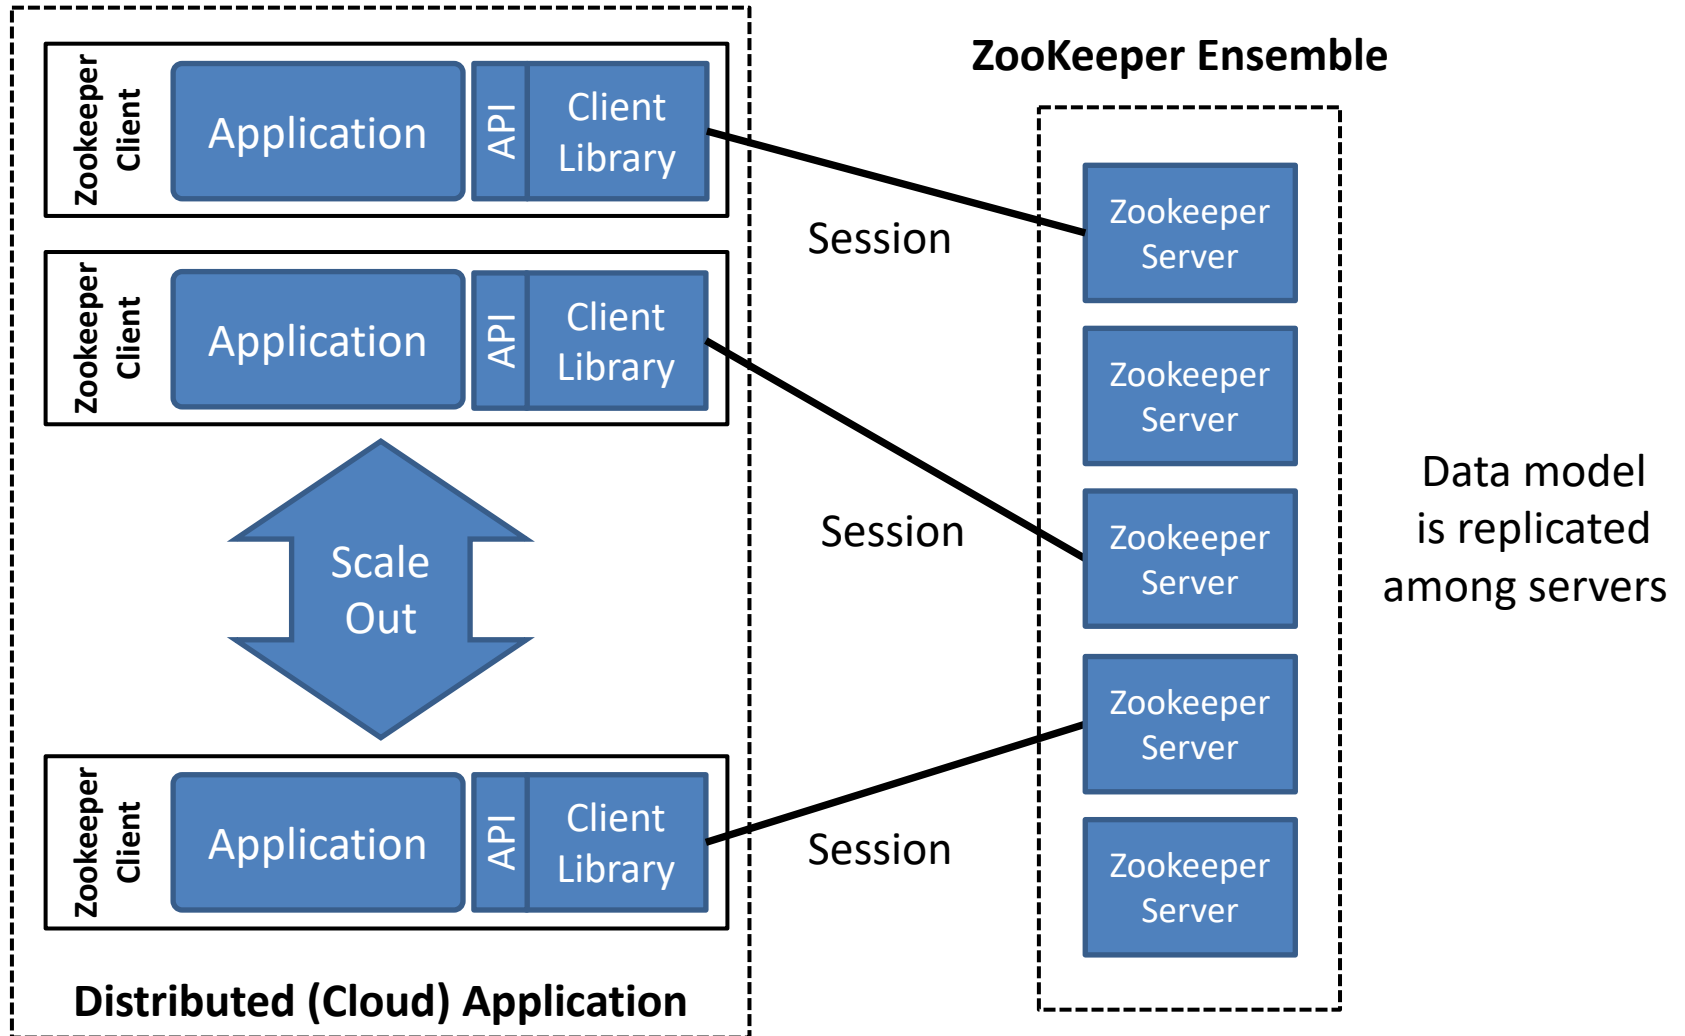 ZooKeeper Ensemble
Zookeeper
Client
Application
API
Client
Library
Session
Zookeeper
Server
Zookeeper
Client
Application
API
Client
Library
Zookeeper
Server
Scale
Out
Session
Zookeeper
Server
Data model
is replicated
among servers
Zookeeper
Server
Zookeeper
Client
Application
API
Client
Library
Session
Zookeeper
Server
Distributed (Cloud) Application